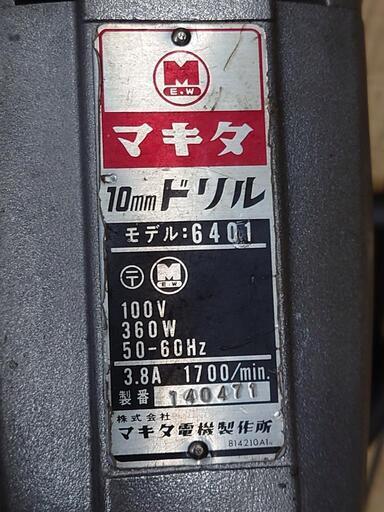 M
E.W
マキタ
10mmドリル
モデル:6401
〒 M E.W
100V
360W
50-60Hz
3.8A 1700/min.
製番 140471
株式会社
マキタ電機製作所
814210A1